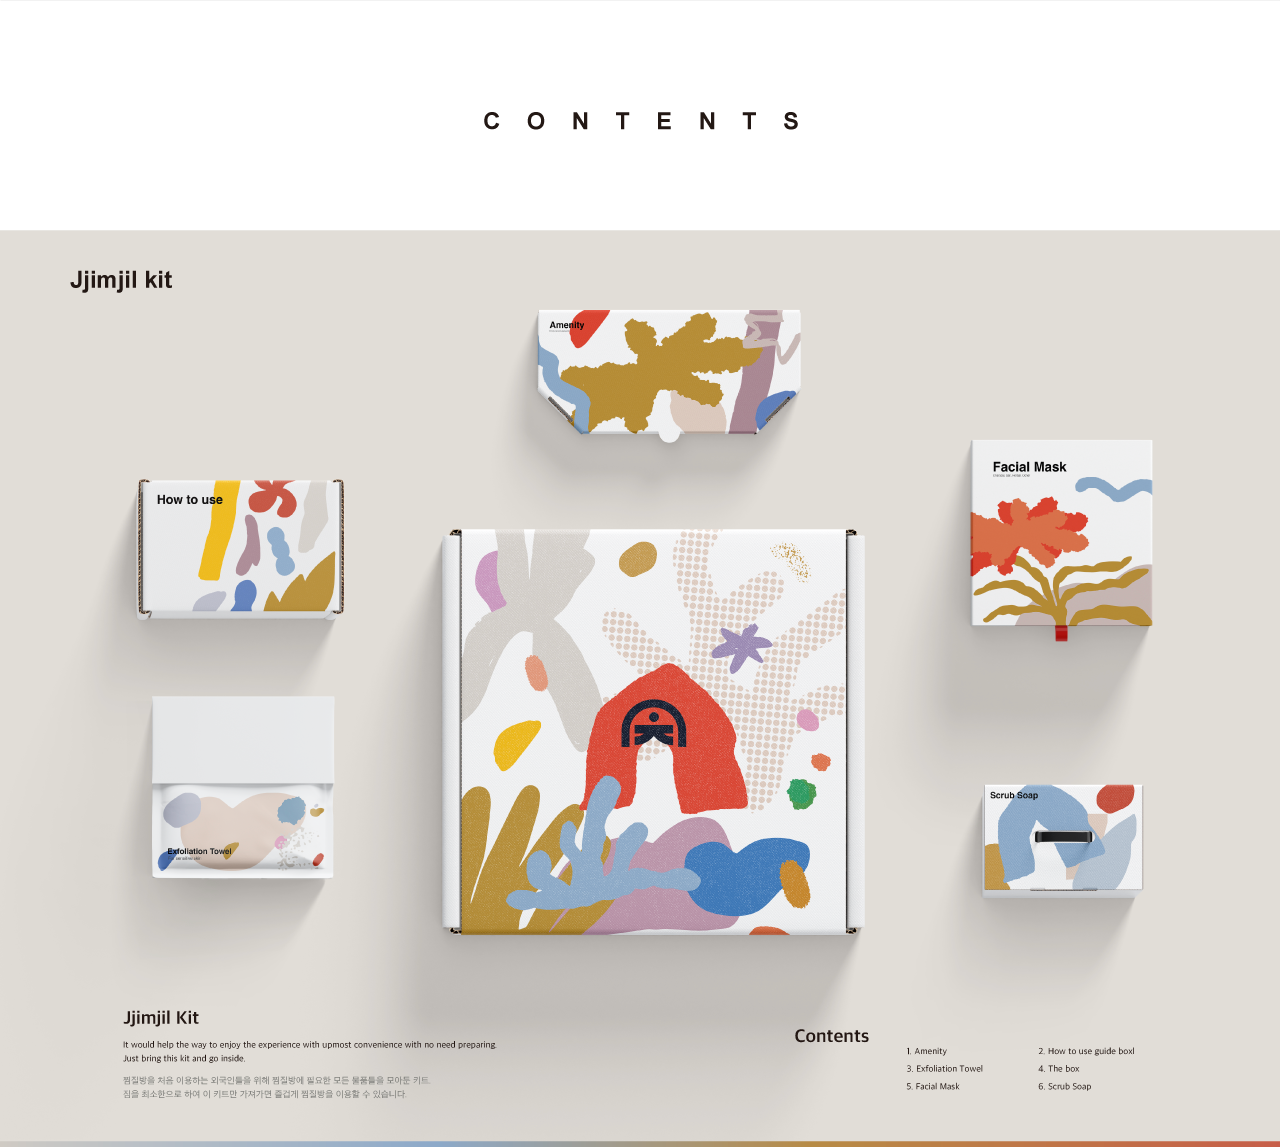 CONTENTS
Jjimjil kit
Amenity
Facial Mask
How to use
Exfoliation Towel
Scrub Soap
Jjimjil Kit
It would help the way to enjoy the experience with upmost convenience with no need preparing.
Just bring this kit and go inside.
찜질방을 처음 이용하는 외국인들을 위해 찜질방에 필요한 모든 물품들을 모아둔 키트.
짐을 최소한으로 하여 이 키트만 가져가면 즐겁게 찜질방을 이용할 수 있습니다.
Contents
1. Amenity
2. How to use guide boxl
3. Exfoliation Towel
4. The box
5. Facial Mask
6. Scrub Soap